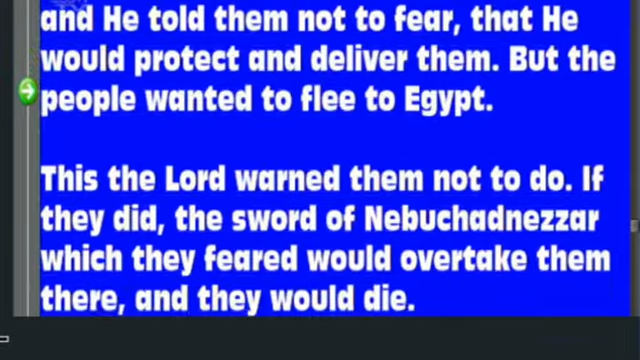 and He told them not to fear, that He
would protect and deliver them. But the
people wanted to flee to Egypt.
This the Lord warned them not to do. If
they did, the sword of Nebuchadnezzar
which they feared would overtake them
there, and they would die.